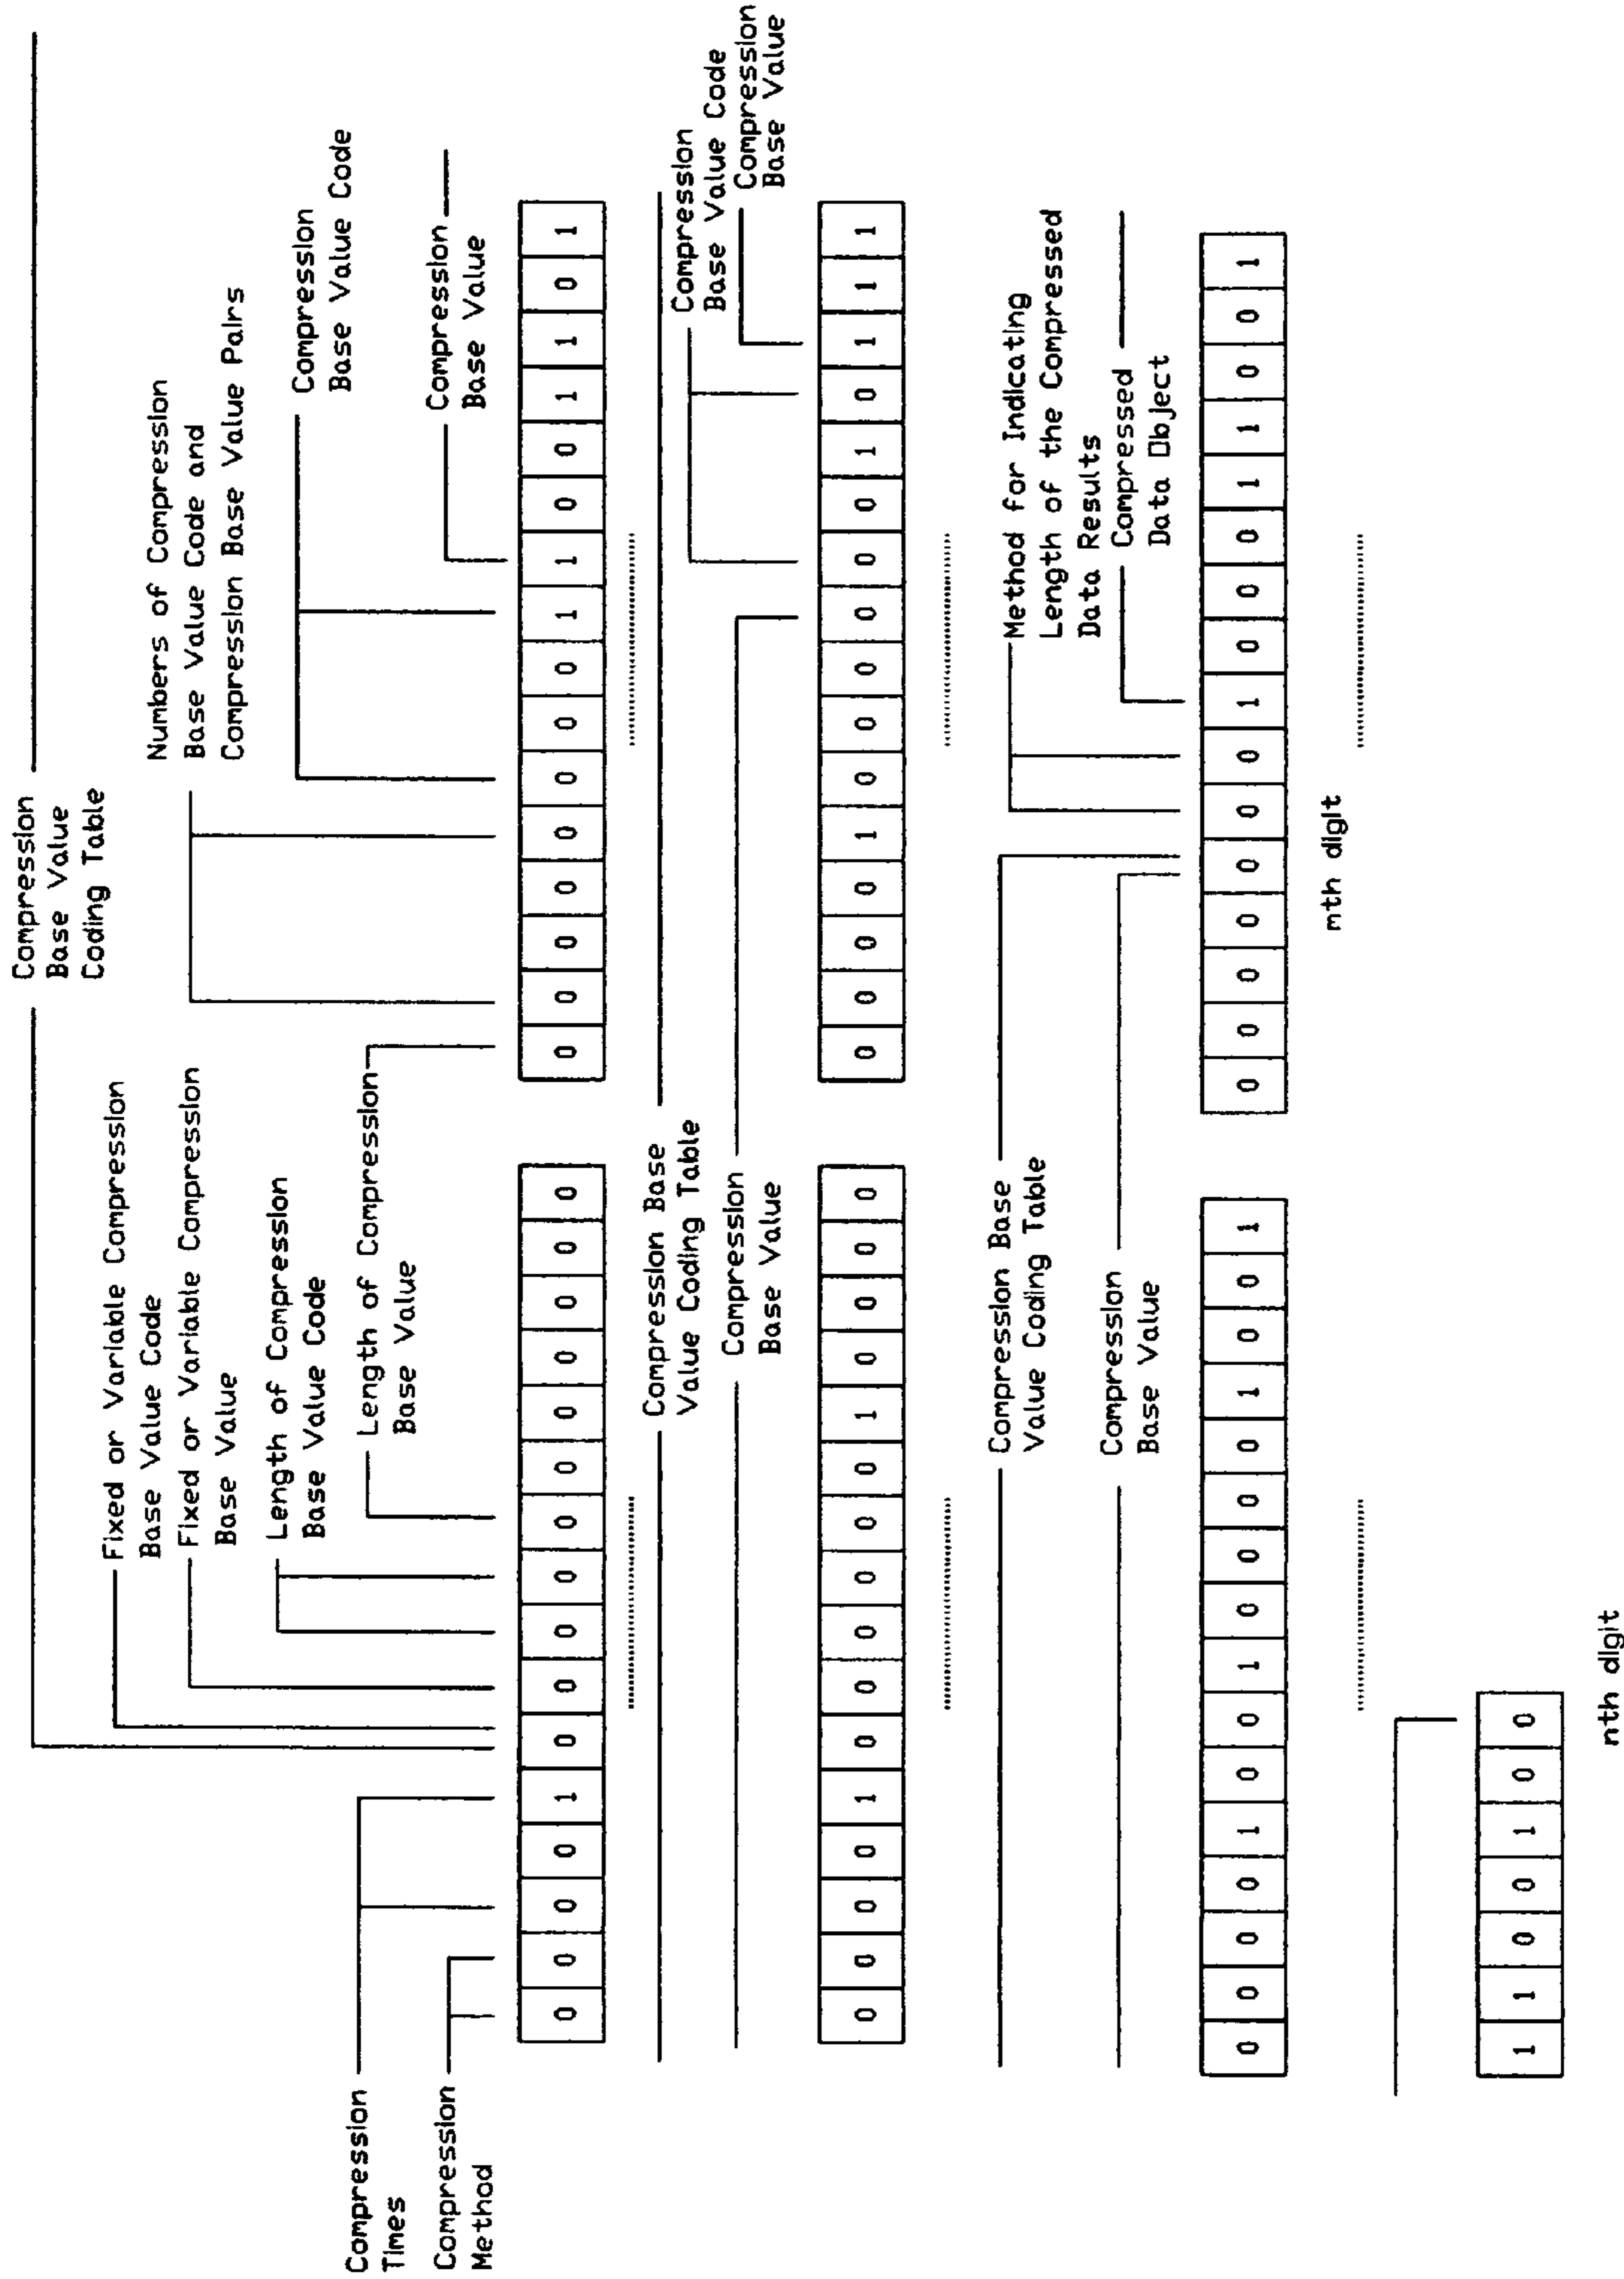 Compression
Base Value
Coding Table
Fixed or Variable Compression
Base Value Code
Fixed or Variable Compression
Base Value
Numbers of Compression
Base Value Code and
Compression Base Value Pairs
Length of Compression
Base Value Code
Compression
Base Value Code
Compression
Times
Length of Compression
Base Value
Compression
Method
Compression
Base Value
0 0 0 0 1 0 0 0 0 0 0 0 0 0 0 0
0 0 0 0 0 0 0 0 1 1 0 0 1 1 0 1
Compression Base
Value Coding Table
Compression
Base Value Code
Compression
Base Value
Compression
Base Value
0 0 0 0 1 0 0 0 0 0 0 1 0 0 0 0
0 0 0 0 1 0 0 0 0 0 0 1 0 1 1 1
Compression Base
Value Coding Table
Method for Indicating
Length of the Compressed
Data Results
Compression
Base Value
Compressed
Data Object
0 0 0 0 1 0 0 1 0 0 0 0 1 0 0 1
0 0 0 0 0 0 0 1 0 0 0 1 1 0 0 1
mth digit
1 1 0 0 1 0 0
nth digit